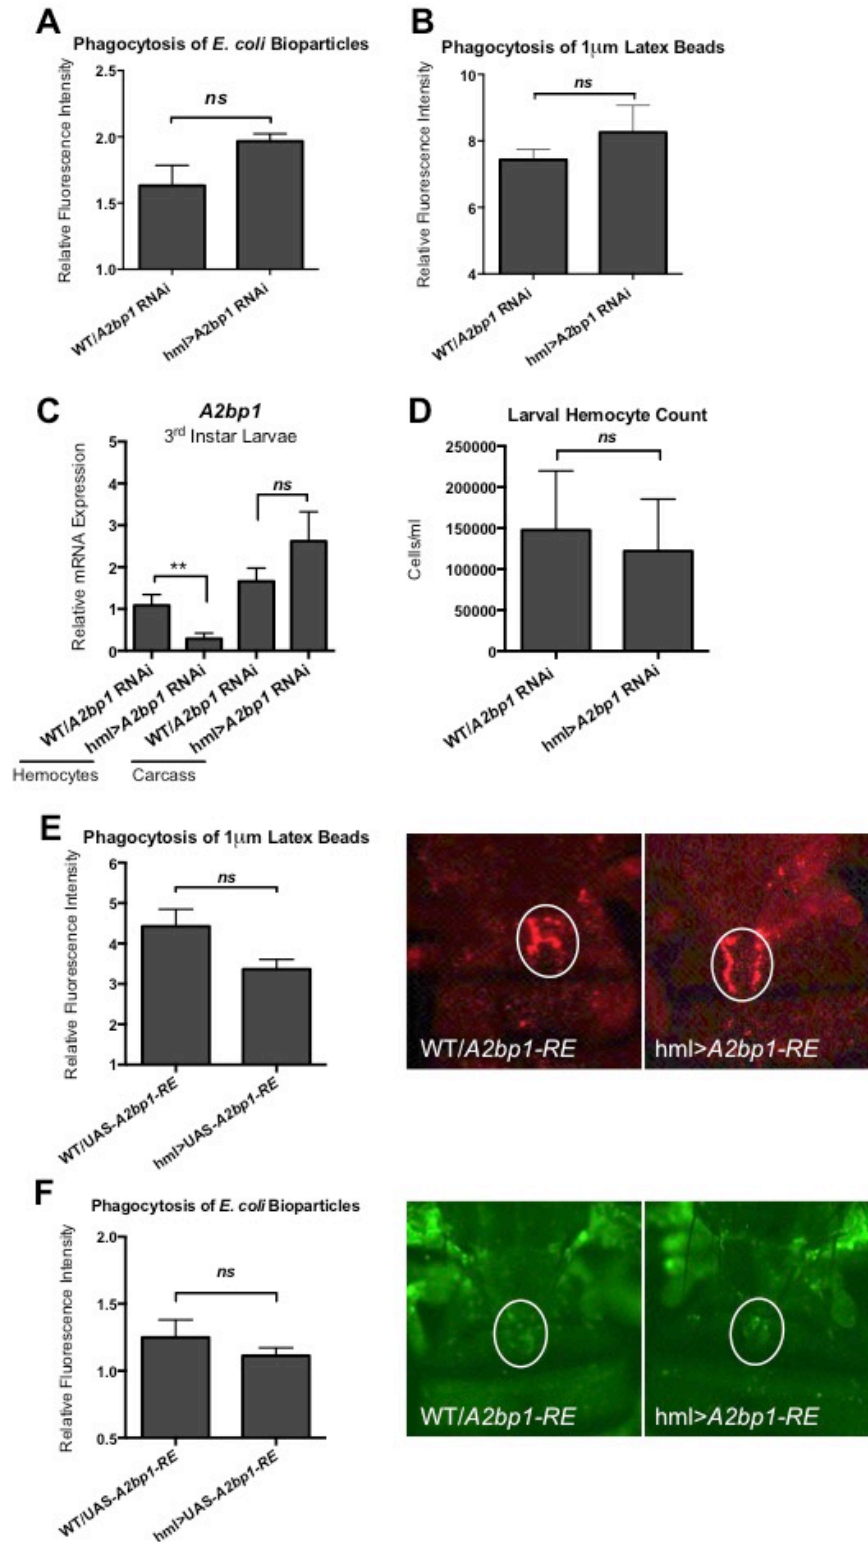 A
Phagocytosis of E. coli Bioparticles
Relative Fluorescence Intensity
2.5
2.0
1.5
1.0
ns
WT/A2bp1 RNAi
hml>A2bp1 RNAi
B
Phagocytosis of 1μm Latex Beads
Relative Fluorescence Intensity
10
8
6
4
ns
WT/A2bp1 RNAi
hml>A2bp1 RNAi
C
A2bp1
3rd Instar Larvae
Relative mRNA Expression
5
4
3
2
1
0
**
ns
WT/A2bp1 RNAi
hml>A2bp1 RNAi
WT/A2bp1 RNAi
hml>A2bp1 RNAi
Hemocytes
Carcass
D
Larval Hemocyte Count
Cells/ml
250000
200000
150000
100000
50000
0
ns
WT/A2bp1 RNAi
hml>A2bp1 RNAi
E
Phagocytosis of 1μm Latex Beads
Relative Fluorescence Intensity
6
5
4
3
2
1
ns
WT/UAS-A2bp1-RE
hml>UAS-A2bp1-RE
WT/A2bp1-RE
hml>A2bp1-RE
F
Phagocytosis of E. coli Bioparticles
Relative Fluorescence Intensity
2.0
1.5
1.0
0.5
ns
WT/UAS-A2bp1-RE
hml>UAS-A2bp1-RE
WT/A2bp1-RE
hml>A2bp1-RE